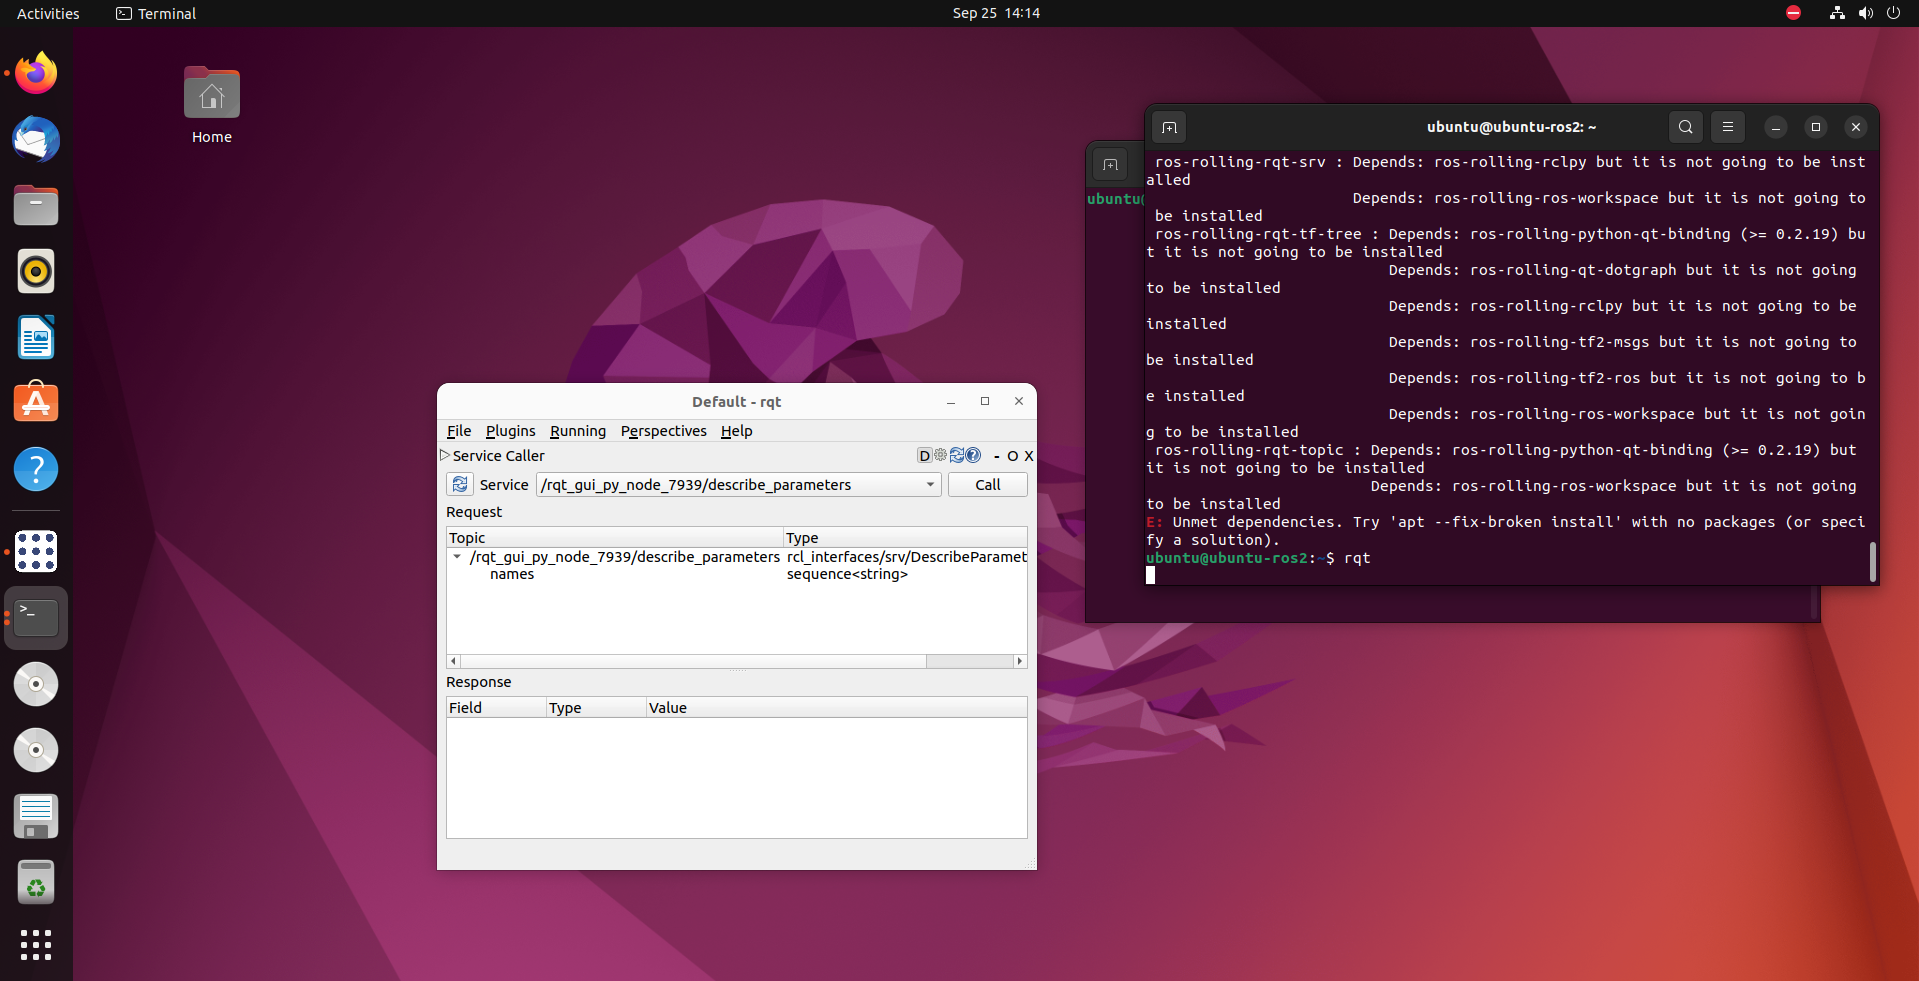 Activities
Terminal
Sep 25 14:14
Home
ubuntu@ubuntu-ros2: ~
ubuntu@
ros-rolling-rqt-srv : Depends: ros-rolling-rclpy but it is not going to be inst
alled
Depends: ros-rolling-ros-workspace but it is not going to
be installed
ros-rolling-rqt-tf-tree : Depends: ros-rolling-python-qt-binding (>= 0.2.19) bu
t it is not going to be installed
Depends: ros-rolling-qt-dotgraph but it is not going
to be installed
Depends: ros-rolling-rclpy but it is not going to be
installed
Depends: ros-rolling-tf2-msgs but it is not going to
be installed
Depends: ros-rolling-tf2-ros but it is not going to b
e installed
Depends: ros-rolling-ros-workspace but it is not goin
g to be installed
ros-rolling-rqt-topic : Depends: ros-rolling-python-qt-binding (>= 0.2.19) but
it is not going to be installed
Depends: ros-rolling-ros-workspace but it is not going
to be installed
E: Unmet dependencies. Try 'apt --fix-broken install' with no packages (or speci
fy a solution).
ubuntu@ubuntu-ros2:~$ rqt
Default - rqt
File Plugins Running Perspectives Help
Service Caller
D - O X
Service /rqt_gui_py_node_7939/describe_parameters Call
Request
Topic Type
/rqt_gui_py_node_7939/describe_parameters rcl_interfaces/srv/DescribeParamet
names sequence<string>
Response
Field Type Value